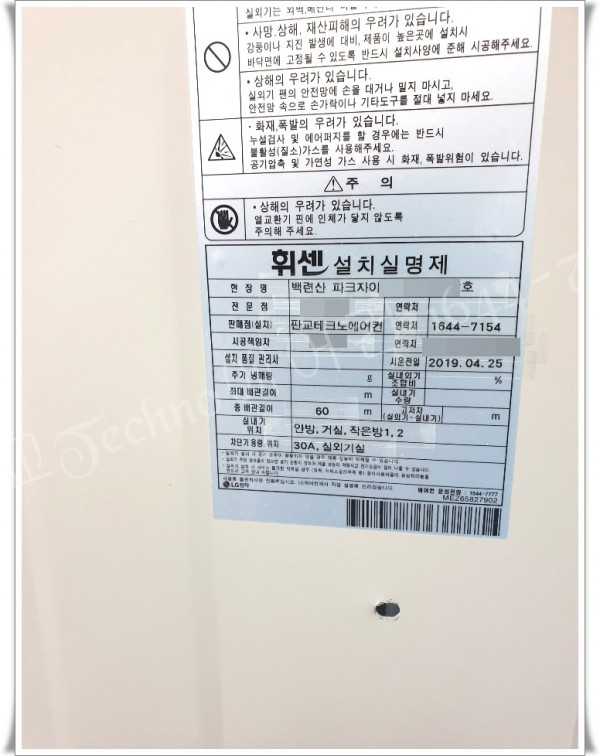 실외기는 외벽,베란다
• 사망,상해, 재산피해의 우려가 있습니다.
강풍이나 지진 발생에 대비, 제품이 높은곳에 설치시
바닥면에 고정될 수 있도록 반드시 설치사양에 준해 시공해주세요.
• 상해의 우려가 있습니다.
실외기 팬의 안전망에 손을 대거나 밀지 마시고,
안전망 속으로 손가락이나 기타도구를 절대 넣지 마세요.
• 화재,폭발의 우려가 있습니다.
누설검사 및 에어퍼지를 할 경우에는 반드시
불활성(질소)가스를 사용해주세요.
공기압축 및 가연성 가스 사용 시 화재, 폭발위험이 있습니다.
주 의
• 상해의 우려가 있습니다.
열교환기 핀에 인체가 닿지 않도록
주의해 주세요.
휘센 설치실명제
현 장 명 백련산 파크자이 호
전 문 점 연락처
판매점(설치) 판교테크노에어컨 연락처 1644-7154
시공책임자 연락처
설치 품질 관리사 시운전일 2019.04.25
추가 냉매량 g 실내외기 조합비 %
최대 배관길이 m 실내기 수량
총 배관길이 60 m 고저차 (실외기-실내기) m
실내기 위치 안방, 거실, 작은방1, 2
차단기 용량, 위치 30A, 실외기실
LG전자 1544-7777
MEZ65827902